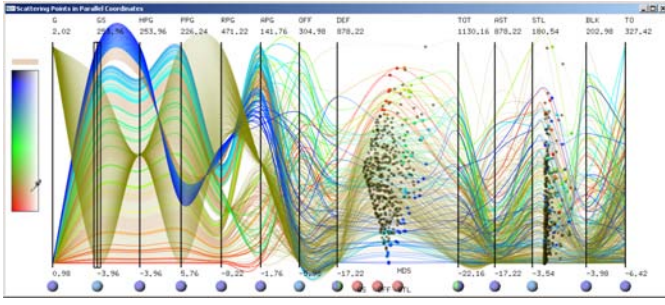 Scattering Points in Parallel Coordinates
G GS HPG PPG RPG APG OFF DEF TOT AST STL BLK TO
2.02 253.96 253.96 226.24 471.22 141.76 304.98 878.22 1130.16 878.22 180.54 202.98 327.42
0.98 -3.96 -3.96 -5.76 -8.22 -1.76 -17.22 MDS -22.16 -17.22 -3.54 -3.98 -6.42